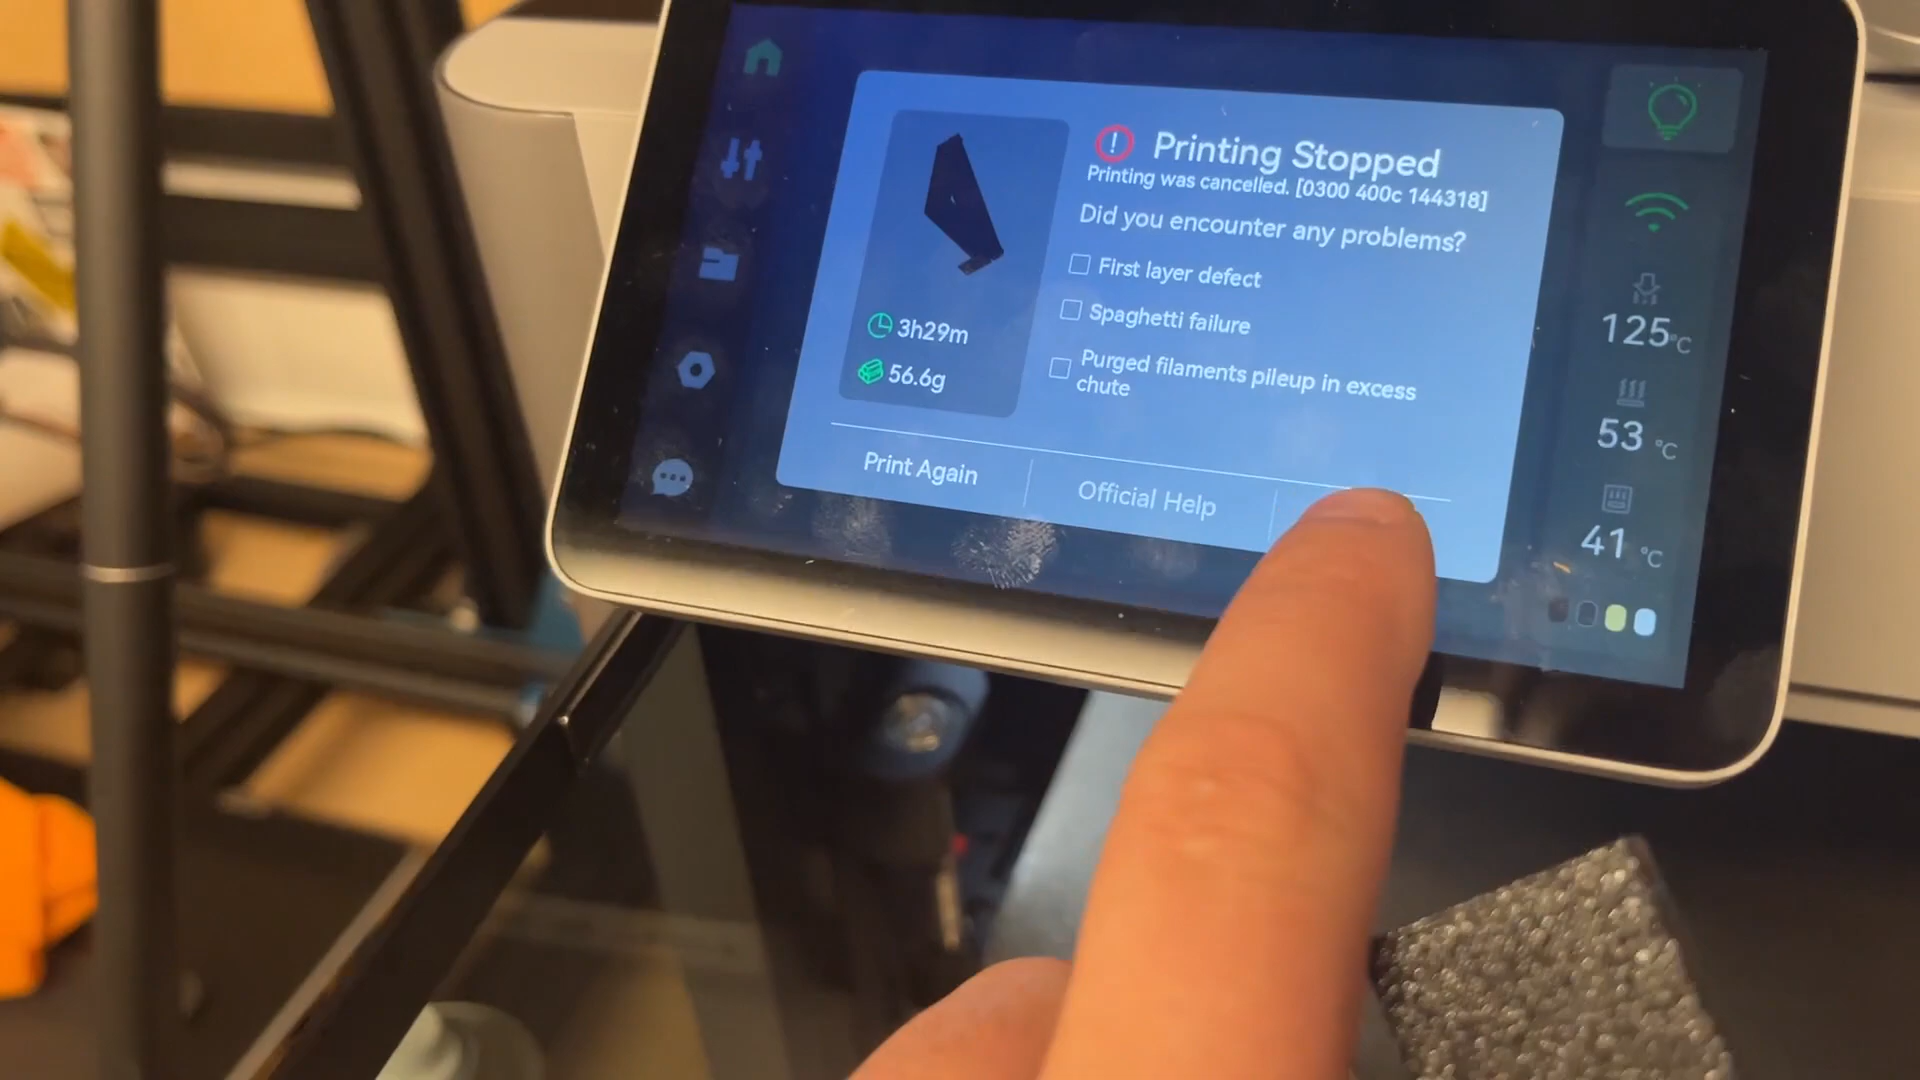 Printing Stopped
Printing was cancelled. [0300 400c 144318]
Did you encounter any problems?
First layer defect
Spaghetti failure
Purged filaments pileup in excess
chute
3h29m
56.6g
Print Again
Official Help
125°C
53 °C
41 °C